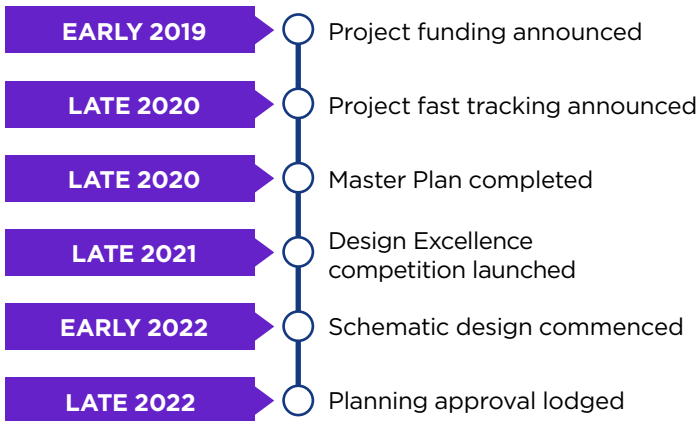 EARLY 2019 Project funding announced
LATE 2020 Project fast tracking announced
LATE 2020 Master Plan completed
LATE 2021 Design Excellence
competition launched
EARLY 2022 Schematic design commenced
LATE 2022 Planning approval lodged